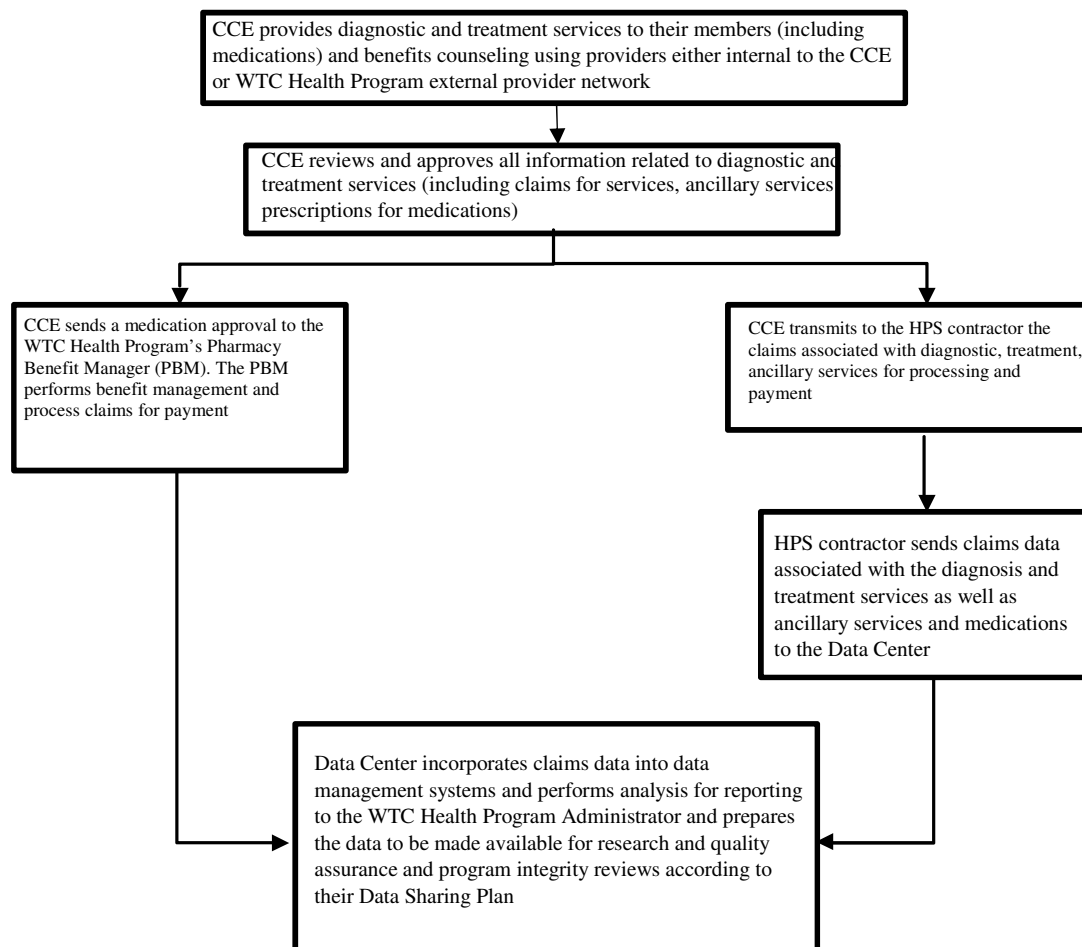 CCE provides diagnostic and treatment services to their members (including
medications) and benefits counseling using providers either internal to the CCE
or WTC Health Program external provider network
CCE reviews and approves all information related to diagnostic and
treatment services (including claims for services, ancillary services
prescriptions for medications)
CCE sends a medication approval to the
WTC Health Program’s Pharmacy
Benefit Manager (PBM). The PBM
performs benefit management and
process claims for payment
CCE transmits to the HPS contractor the
claims associated with diagnostic, treatment,
ancillary services for processing and
payment
HPS contractor sends claims data
associated with the diagnosis and
treatment services as well as
ancillary services and medications
to the Data Center
Data Center incorporates claims data into data
management systems and performs analysis for reporting
to the WTC Health Program Administrator and prepares
the data to be made available for research and quality
assurance and program integrity reviews according to
their Data Sharing Plan